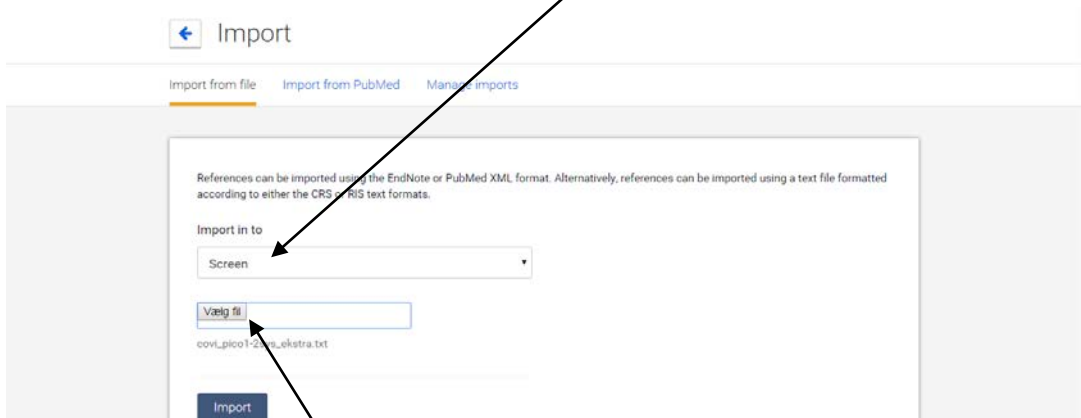 Import
Import from file Import from PubMed Manage imports
References can be imported using the EndNote or PubMed XML format. Alternatively, references can be imported using a text file formatted
according to either the CRS or RIS text formats.
Import in to
Screen
Vælg fil
Import